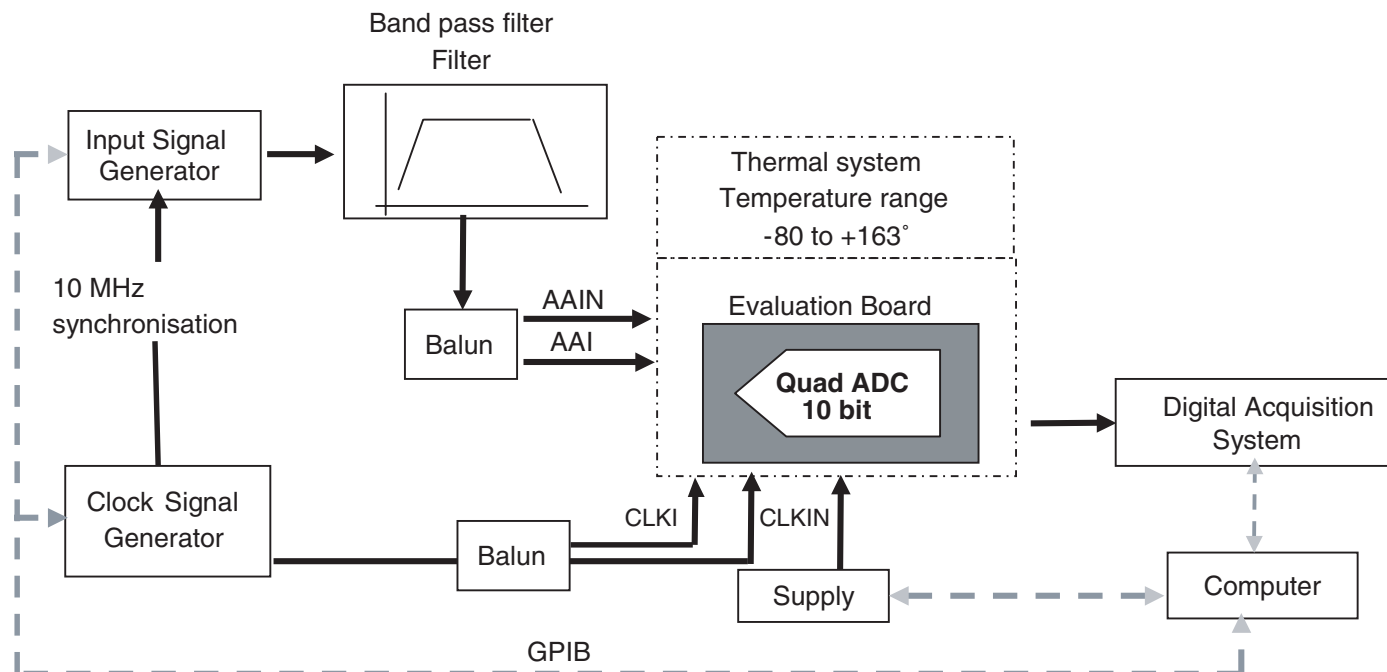 Band pass filter
Filter
Input Signal
Generator
Thermal system
Temperature range
-80 to +163°
10 MHz
synchronisation
AAIN
Balun
AAI
Evaluation Board
Quad ADC
10 bit
Digital Acquisition
System
Clock Signal
Generator
CLKI
CLKIN
Balun
Supply
Computer
GPIB